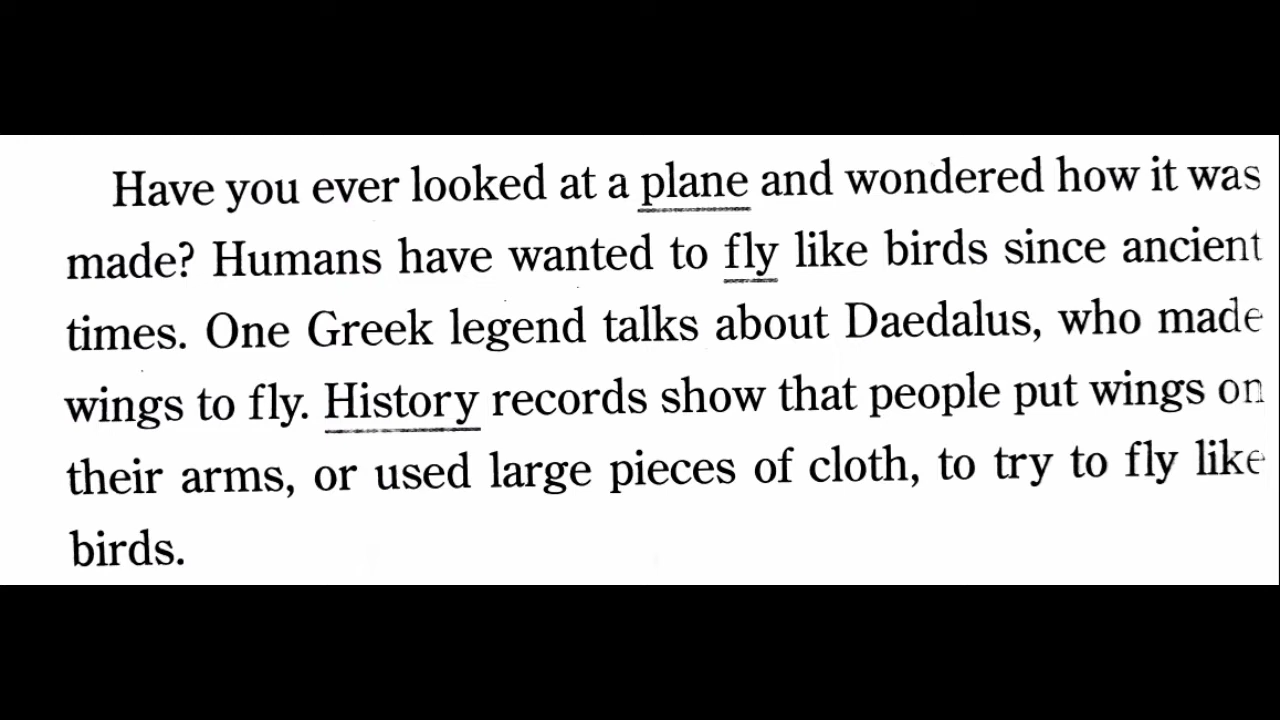 Have you ever looked at a plane and wondered how it was
made? Humans have wanted to fly like birds since ancient
times. One Greek legend talks about Daedalus, who made
wings to fly. History records show that people put wings on
their arms, or used large pieces of cloth, to try to fly like
birds.